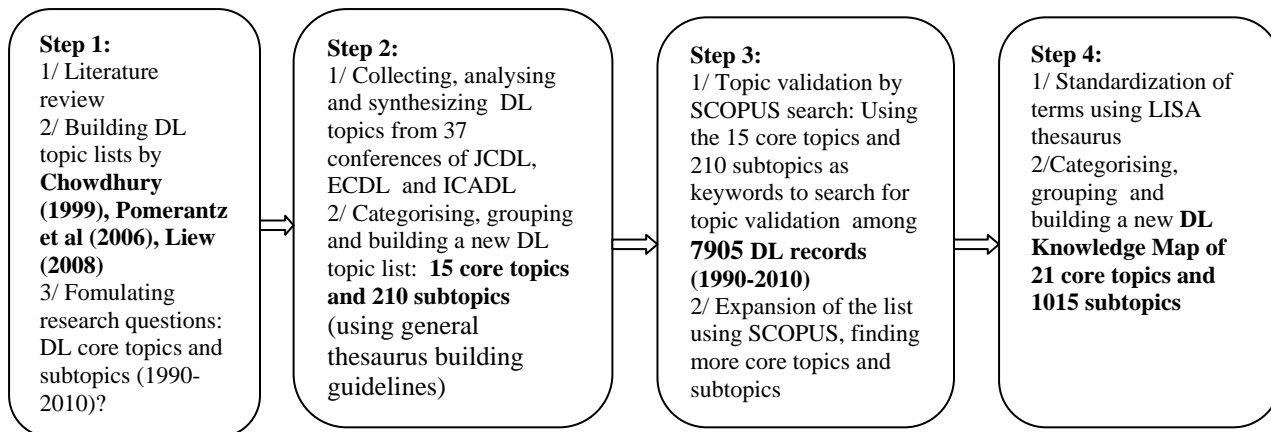 Step 1:
1/ Literature
review
2/ Building DL
topic lists by
Chowdhury
(1999), Pomerantz
et al (2006), Liew
(2008)
3/ Fomulating
research questions:
DL core topics and
subtopics (1990-
2010)?
Step 2:
1/ Collecting, analysing
and synthesizing DL
topics from 37
conferences of JCDL,
ECDL and ICADL
2/ Categorising, grouping
and building a new DL
topic list: 15 core topics
and 210 subtopics
(using general
thesaurus building
guidelines)
Step 3:
1/ Topic validation by
SCOPUS search: Using
the 15 core topics and
210 subtopics as
keywords to search for
topic validation among
7905 DL records
(1990-2010)
2/ Expansion of the list
using SCOPUS, finding
more core topics and
subtopics
Step 4:
1/ Standardization of
terms using LISA
thesaurus
2/Categorising,
grouping and
building a new DL
Knowledge Map of
21 core topics and
1015 subtopics